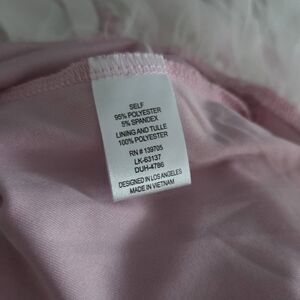 SELF
95% POLYESTER
5% SPANDEX
LINING AND TULLE
100% POLYESTER
RN # 139705
LK-63137
DUH-4786
DESIGNED IN LOS ANGELES
MADE IN VIETNAM